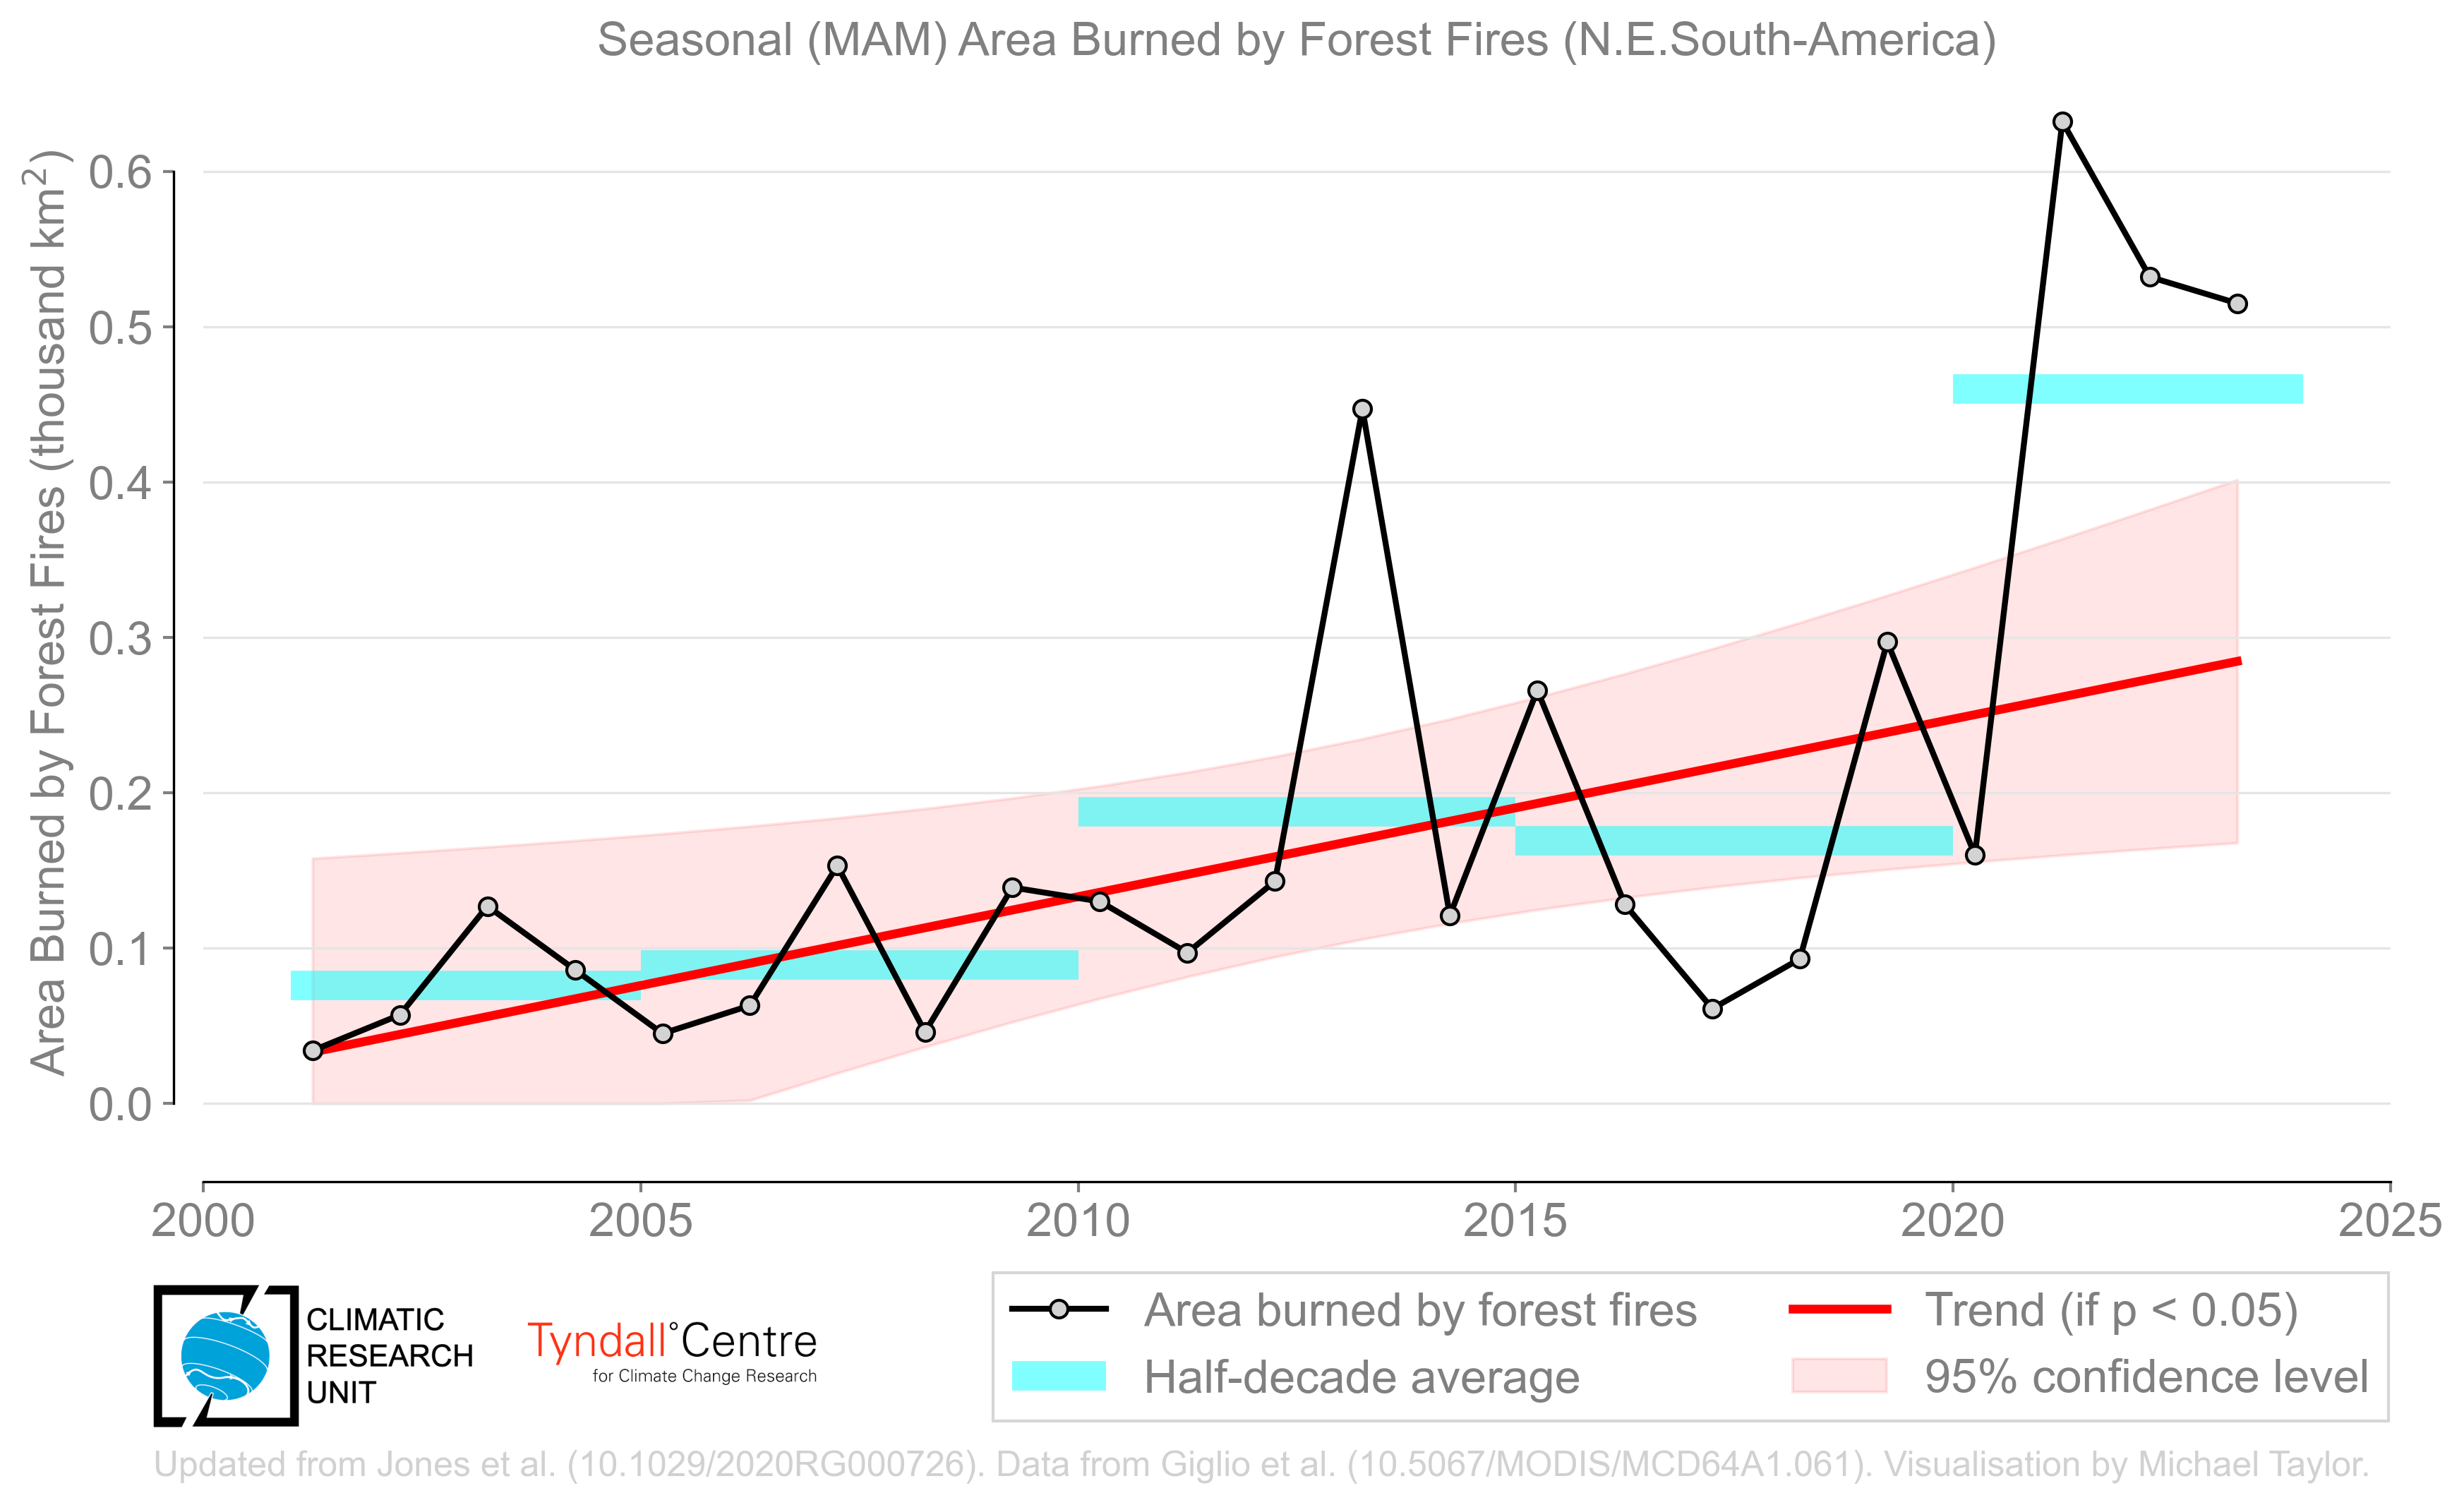 Seasonal (MAM) Area Burned by Forest Fires (N.E.South-America)
Area Burned by Forest Fires (thousand km²)
0.6
0.5
0.4
0.3
0.2
0.1
0.0
2000
2005
2010
2015
2020
2025
CLIMATIC
RESEARCH
UNIT
Tyndall°Centre
for Climate Change Research
Area burned by forest fires
Half-decade average
Trend (if p < 0.05)
95% confidence level
Updated from Jones et al. (10.1029/2020RG000726). Data from Giglio et al. (10.5067/MODIS/MCD64A1.061). Visualisation by Michael Taylor.